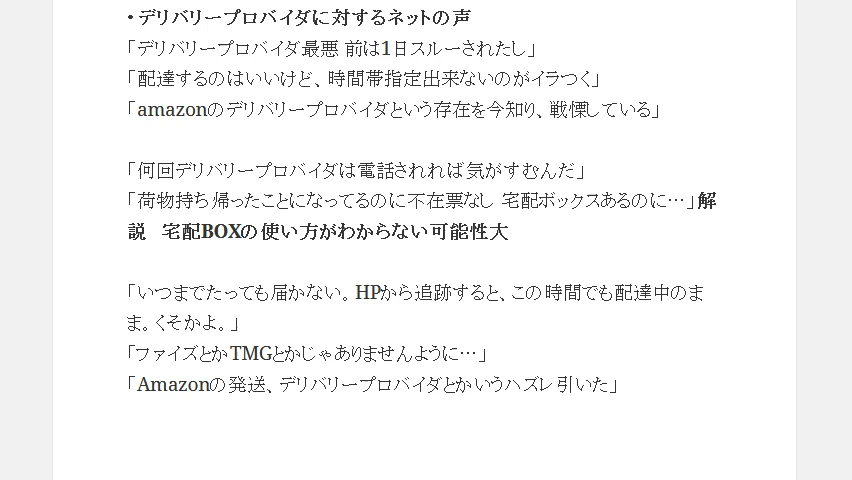 ・デリバリープロバイダに対するネットの声
「デリバリープロバイダ最悪 前は1日スルーされたし」
「配達するのはいいけど、時間帯指定出来ないのがイラつく」
「amazonのデリバリープロバイダという存在を今知り、戦慄している」
「何回デリバリープロバイダは電話されれば気がすむんだ」
「荷物持ち帰ったことになってるのに不在票なし 宅配ボックスあるのに…」解
説　宅配BOXの使い方がわからない可能性大
「いつまでたっても届かない。HPから追跡すると、この時間でも配達中のま
ま。くそかよ。」
「ファイズとかTMGとかじゃありませんように…」
「Amazonの発送、デリバリープロバイダとかいうハズレ引いた」